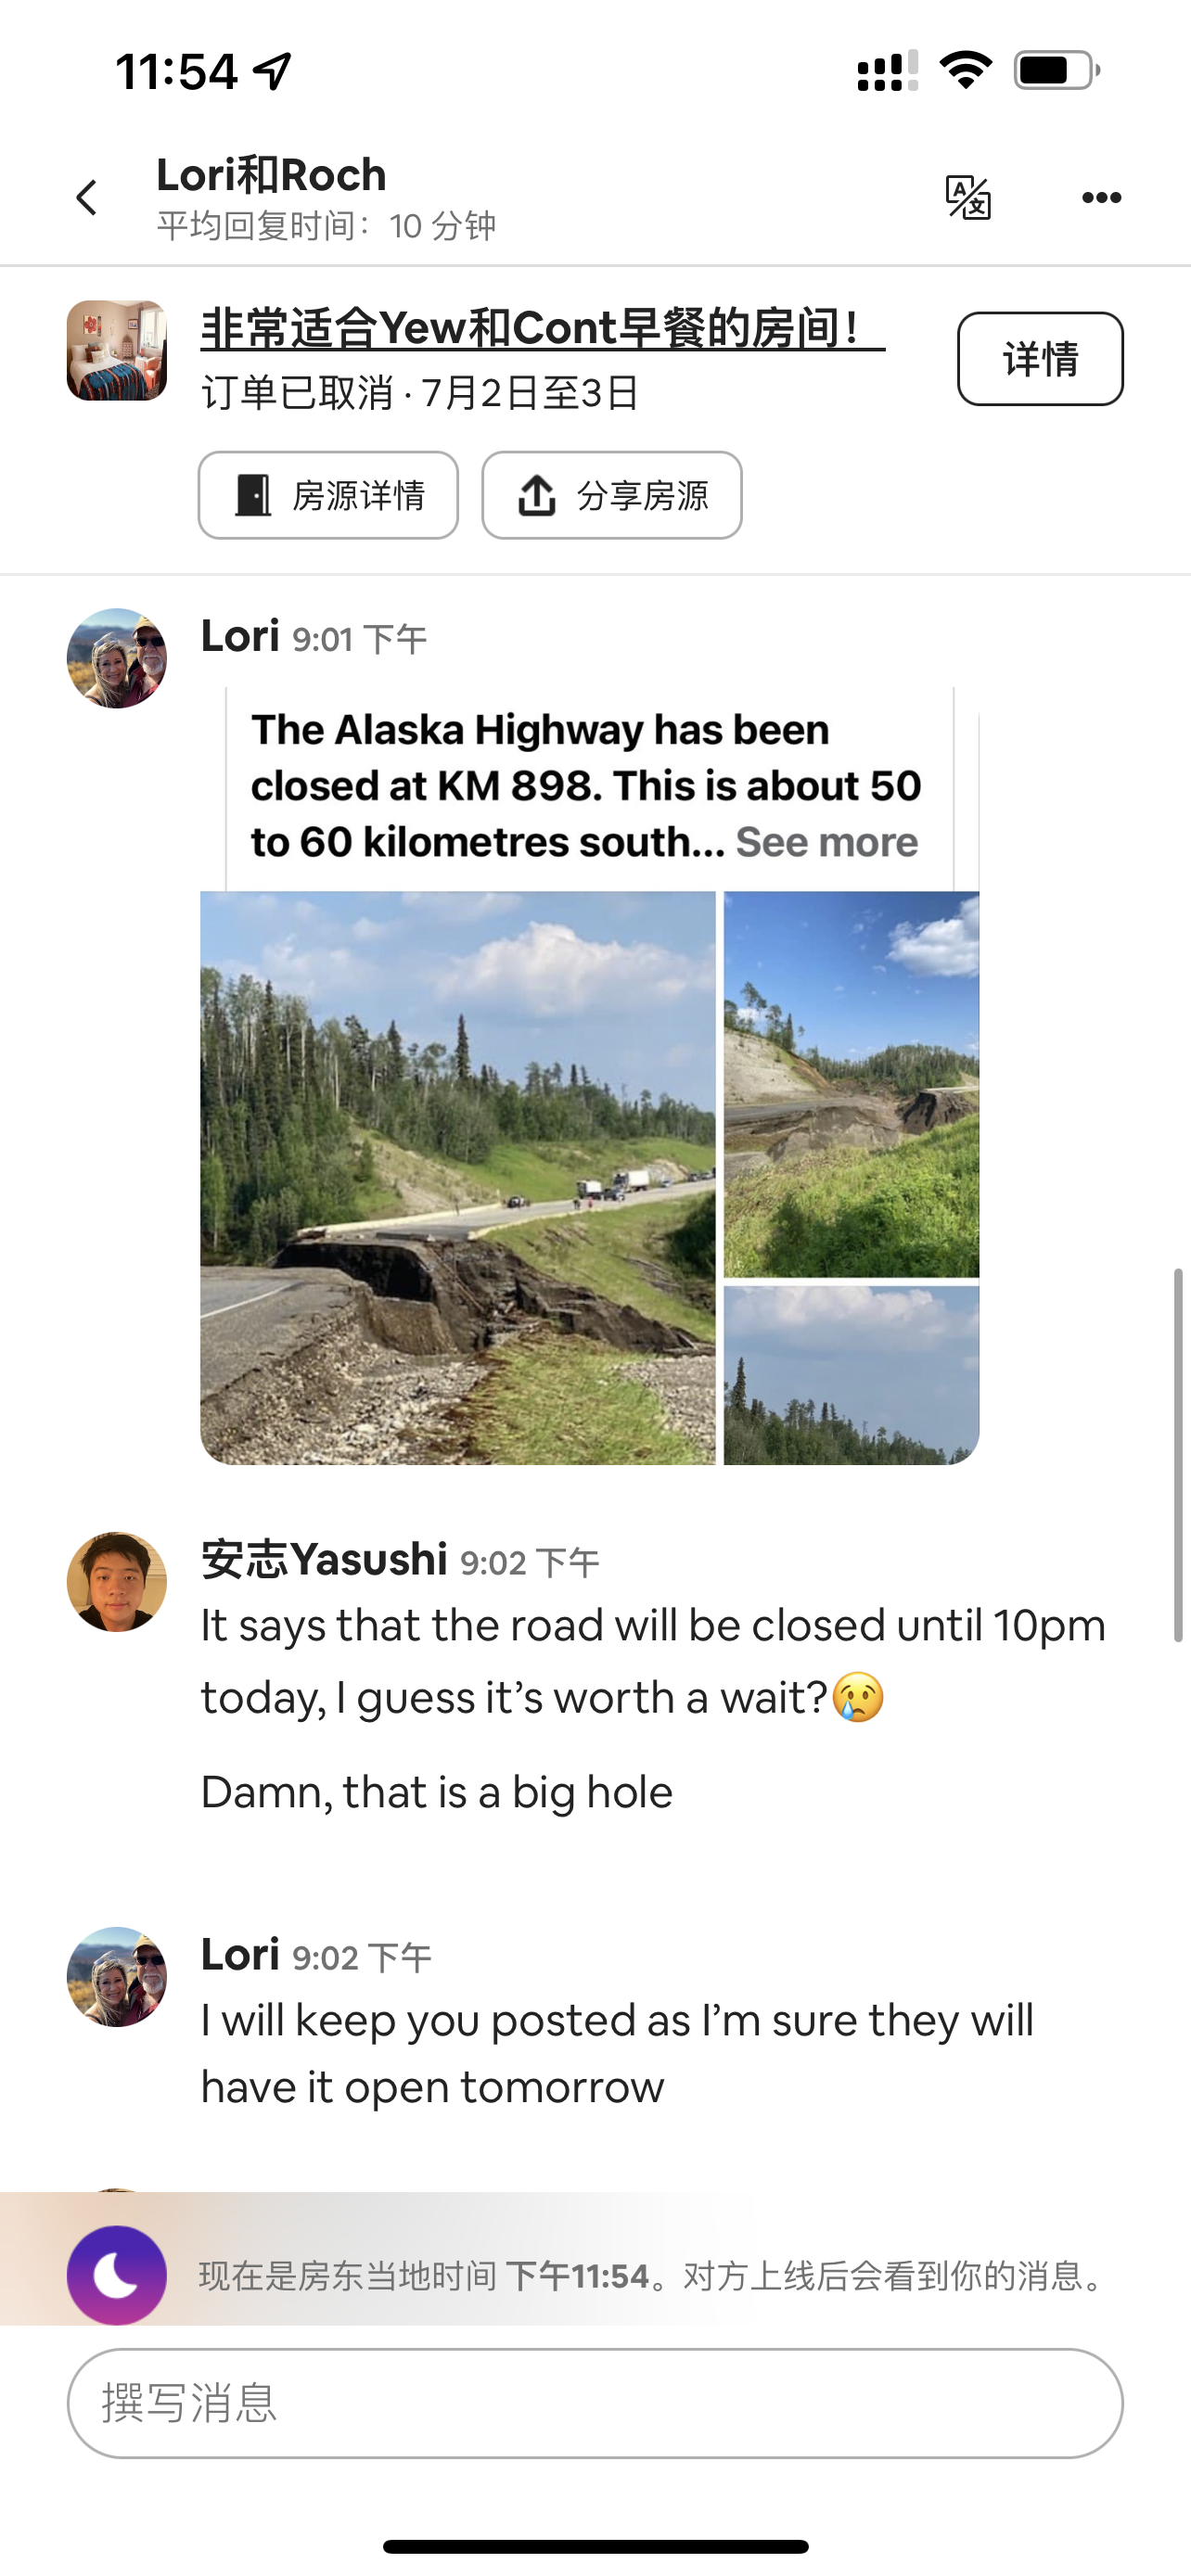 11:54
Lori和Roch
平均回复时间：10 分钟
非常适合Yew和Cont早餐的房间！
订单已取消 · 7月2日至3日
详情
房源详情
分享房源
Lori 9:01 下午
The Alaska Highway has been
closed at KM 898. This is about 50
to 60 kilometres south... See more
安志Yasushi 9:02 下午
It says that the road will be closed until 10pm
today, I guess it’s worth a wait?😢
Damn, that is a big hole
Lori 9:02 下午
I will keep you posted as I’m sure they will
have it open tomorrow
现在是房东当地时间 下午11:54。对方上线后会看到你的消息。
撰写消息